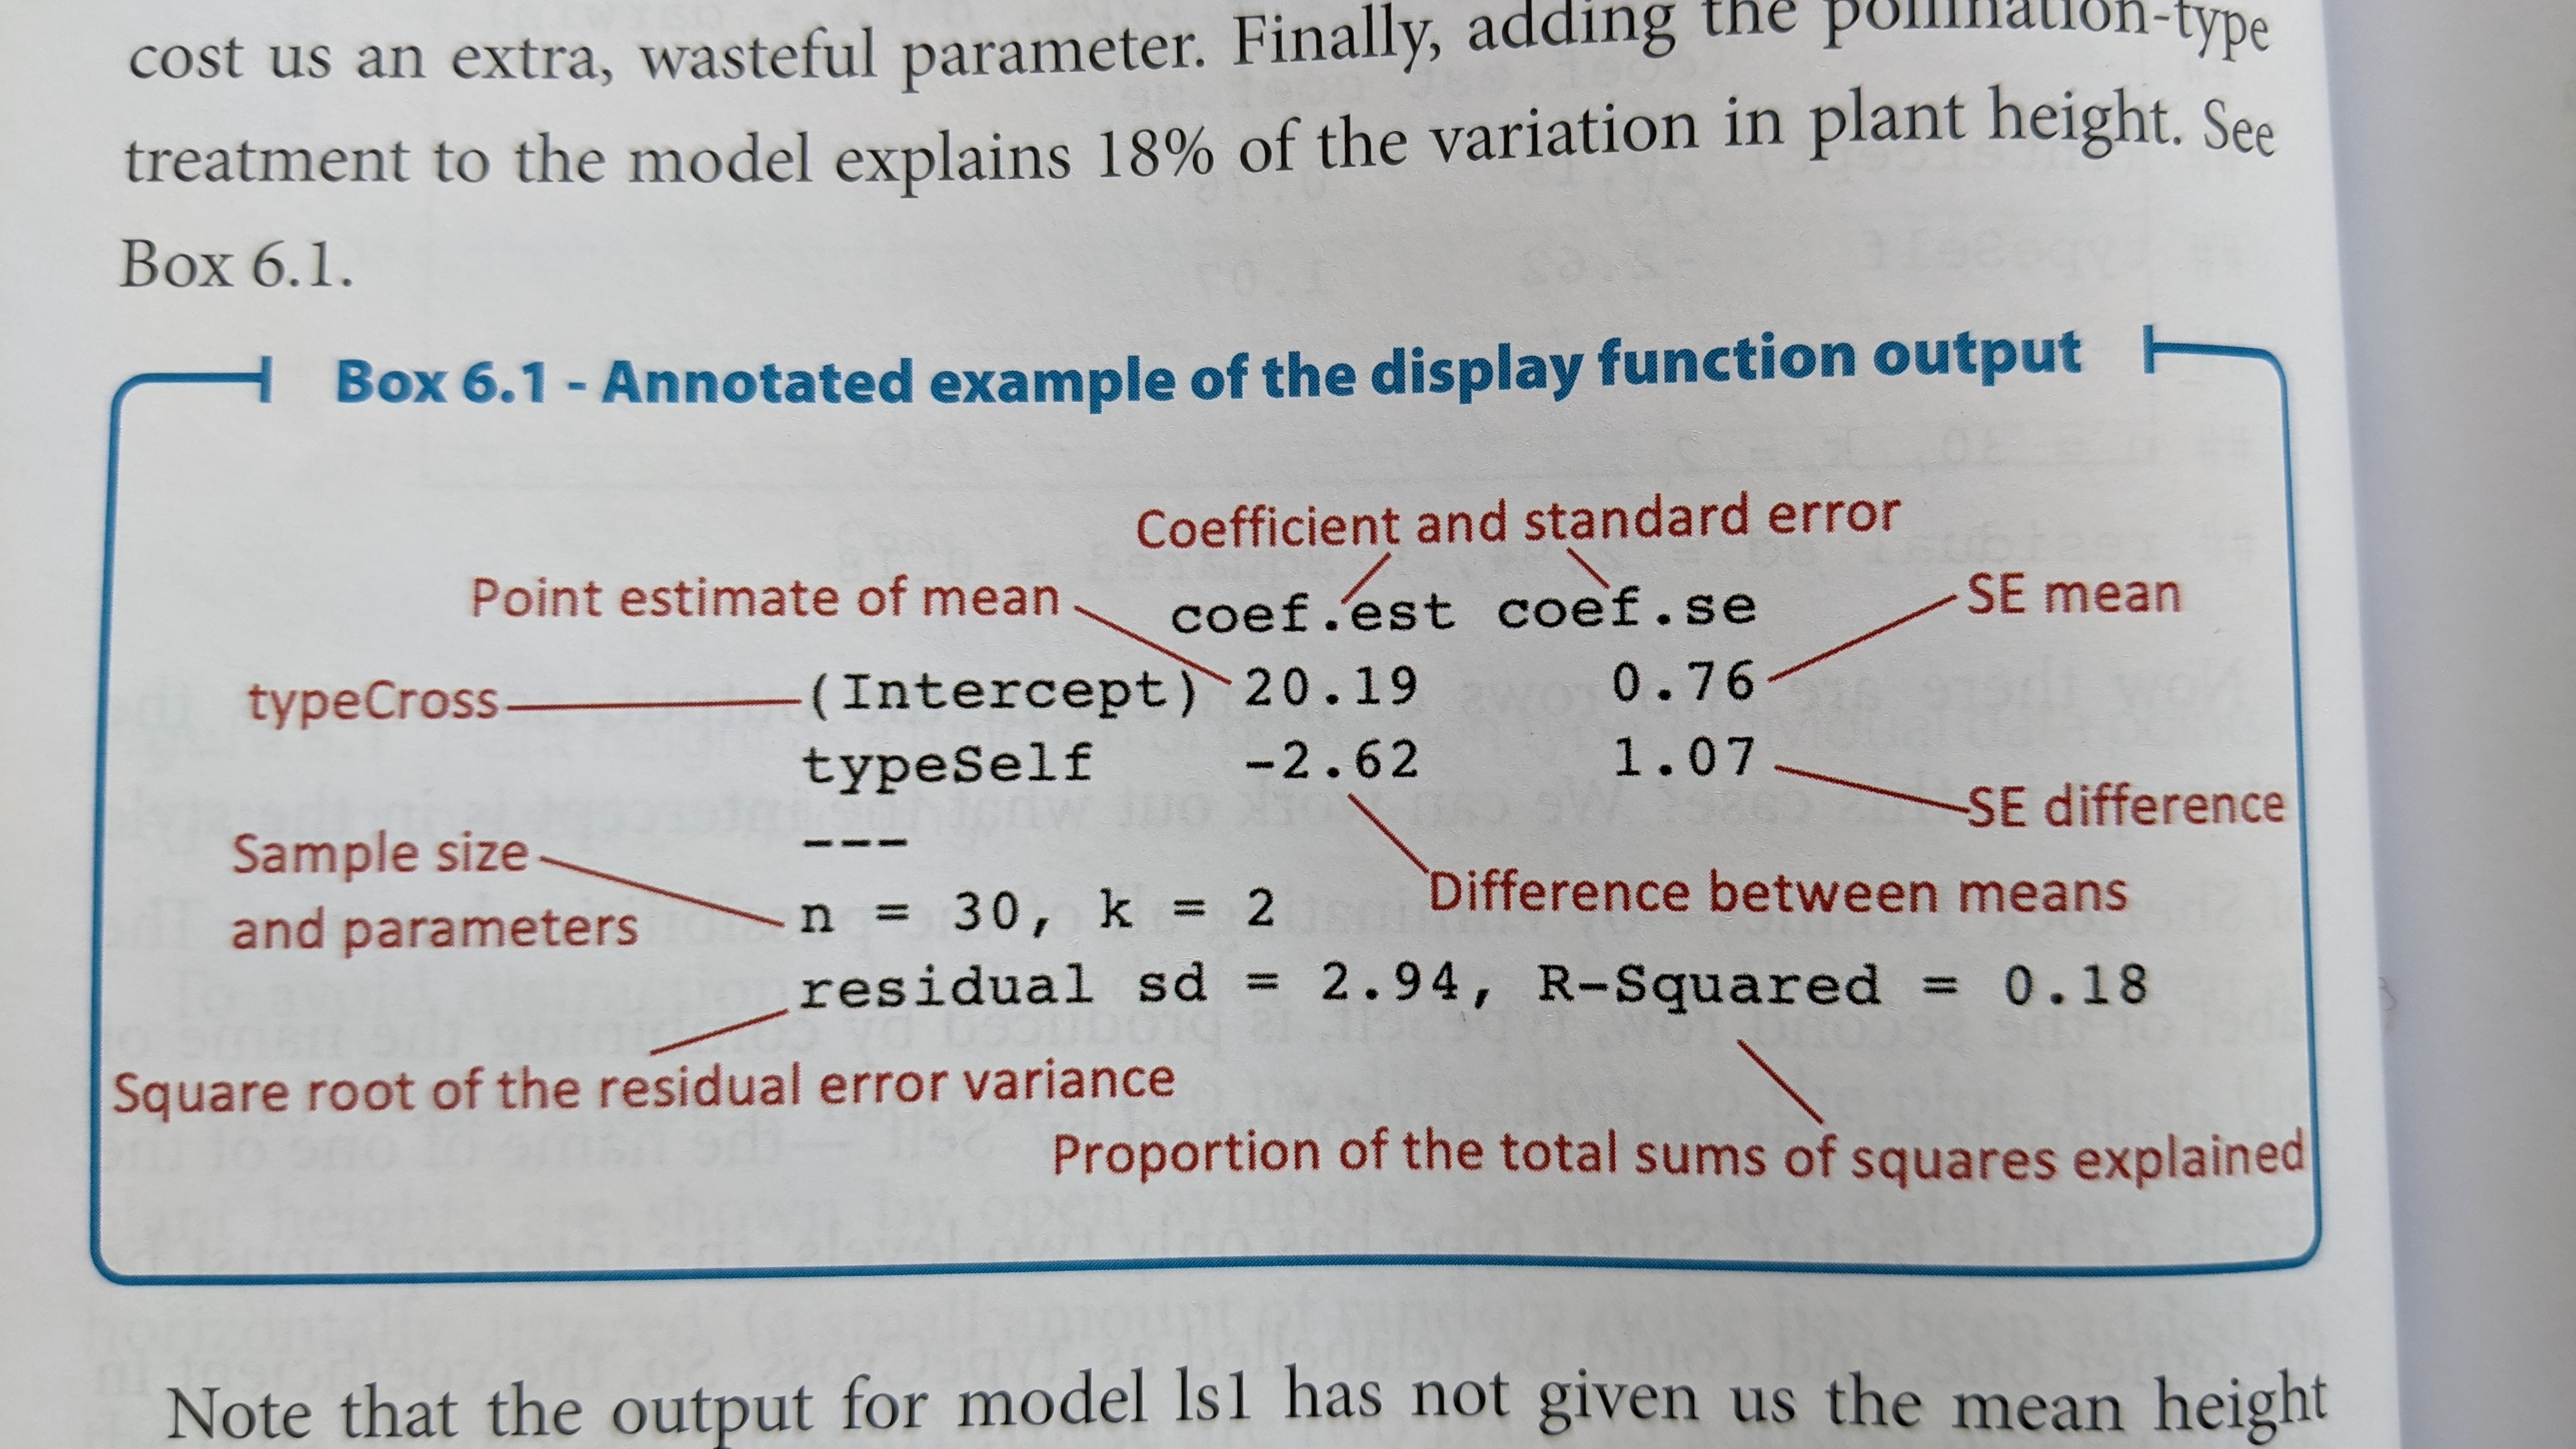 cost us an extra, wasteful parameter. Finally, adding the pollination-type
treatment to the model explains 18% of the variation in plant height. See
Box 6.1.
Box 6.1 - Annotated example of the display function output
Coefficient and standard error
Point estimate of mean
coef.est coef.se
SE mean
typeCross
(Intercept) 20.19 0.76
typeSelf -2.62 1.07
SE difference
---
Sample size
and parameters
Difference between means
n = 30, k = 2
residual sd = 2.94, R-Squared = 0.18
Square root of the residual error variance
Proportion of the total sums of squares explained
Note that the output for model ls1 has not given us the mean height